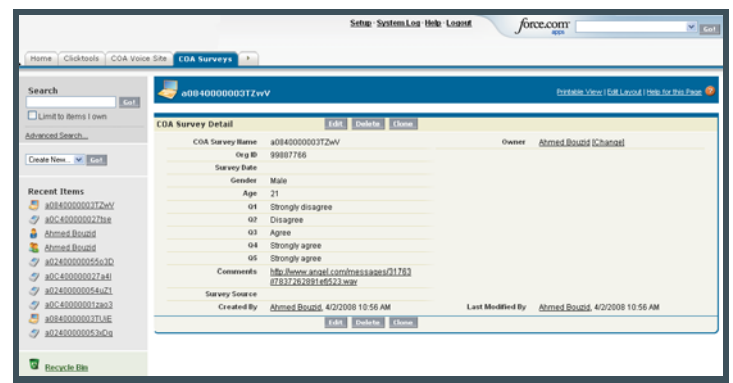 Setup · System Log · Help · Logout
force.com
apps
Go!
Home
Clicktools
COA Voice Site
COA Surveys
Search
Go!
Limit to items I own
Advanced Search...
Create New...
Go!
Recent Items
a0840000003TZwV
a0C400000027tse
Ahmed Bouzid
Ahmed Bouzid
a02400000055o3D
a0C400000027a4I
a02400000054uZ1
a0C40000001zao3
a0840000003TUtE
a02400000053xDq
Recycle Bin
a0840000003TZwV
Printable View | Edit Layout | Help for this Page
COA Survey Detail
Edit Delete Clone
COA Survey Name a0840000003TZwV
Owner Ahmed Bouzid [Change]
Org ID 99887766
Survey Date
Gender Male
Age 21
Q1 Strongly disagree
Q2 Disagree
Q3 Agree
Q4 Strongly agree
Q5 Strongly agree
Comments http://www.angel.com/messages/31763
87837262891e6523.wav
Survey Source
Created By Ahmed Bouzid, 4/2/2008 10:56 AM
Last Modified By Ahmed Bouzid, 4/2/2008 10:56 AM
Edit Delete Clone